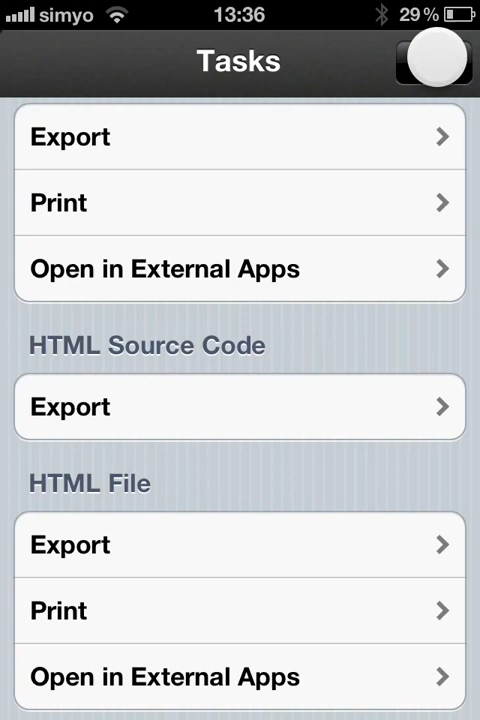 simyo 13:36 29%
Tasks
Export
Print
Open in External Apps
HTML Source Code
Export
HTML File
Export
Print
Open in External Apps